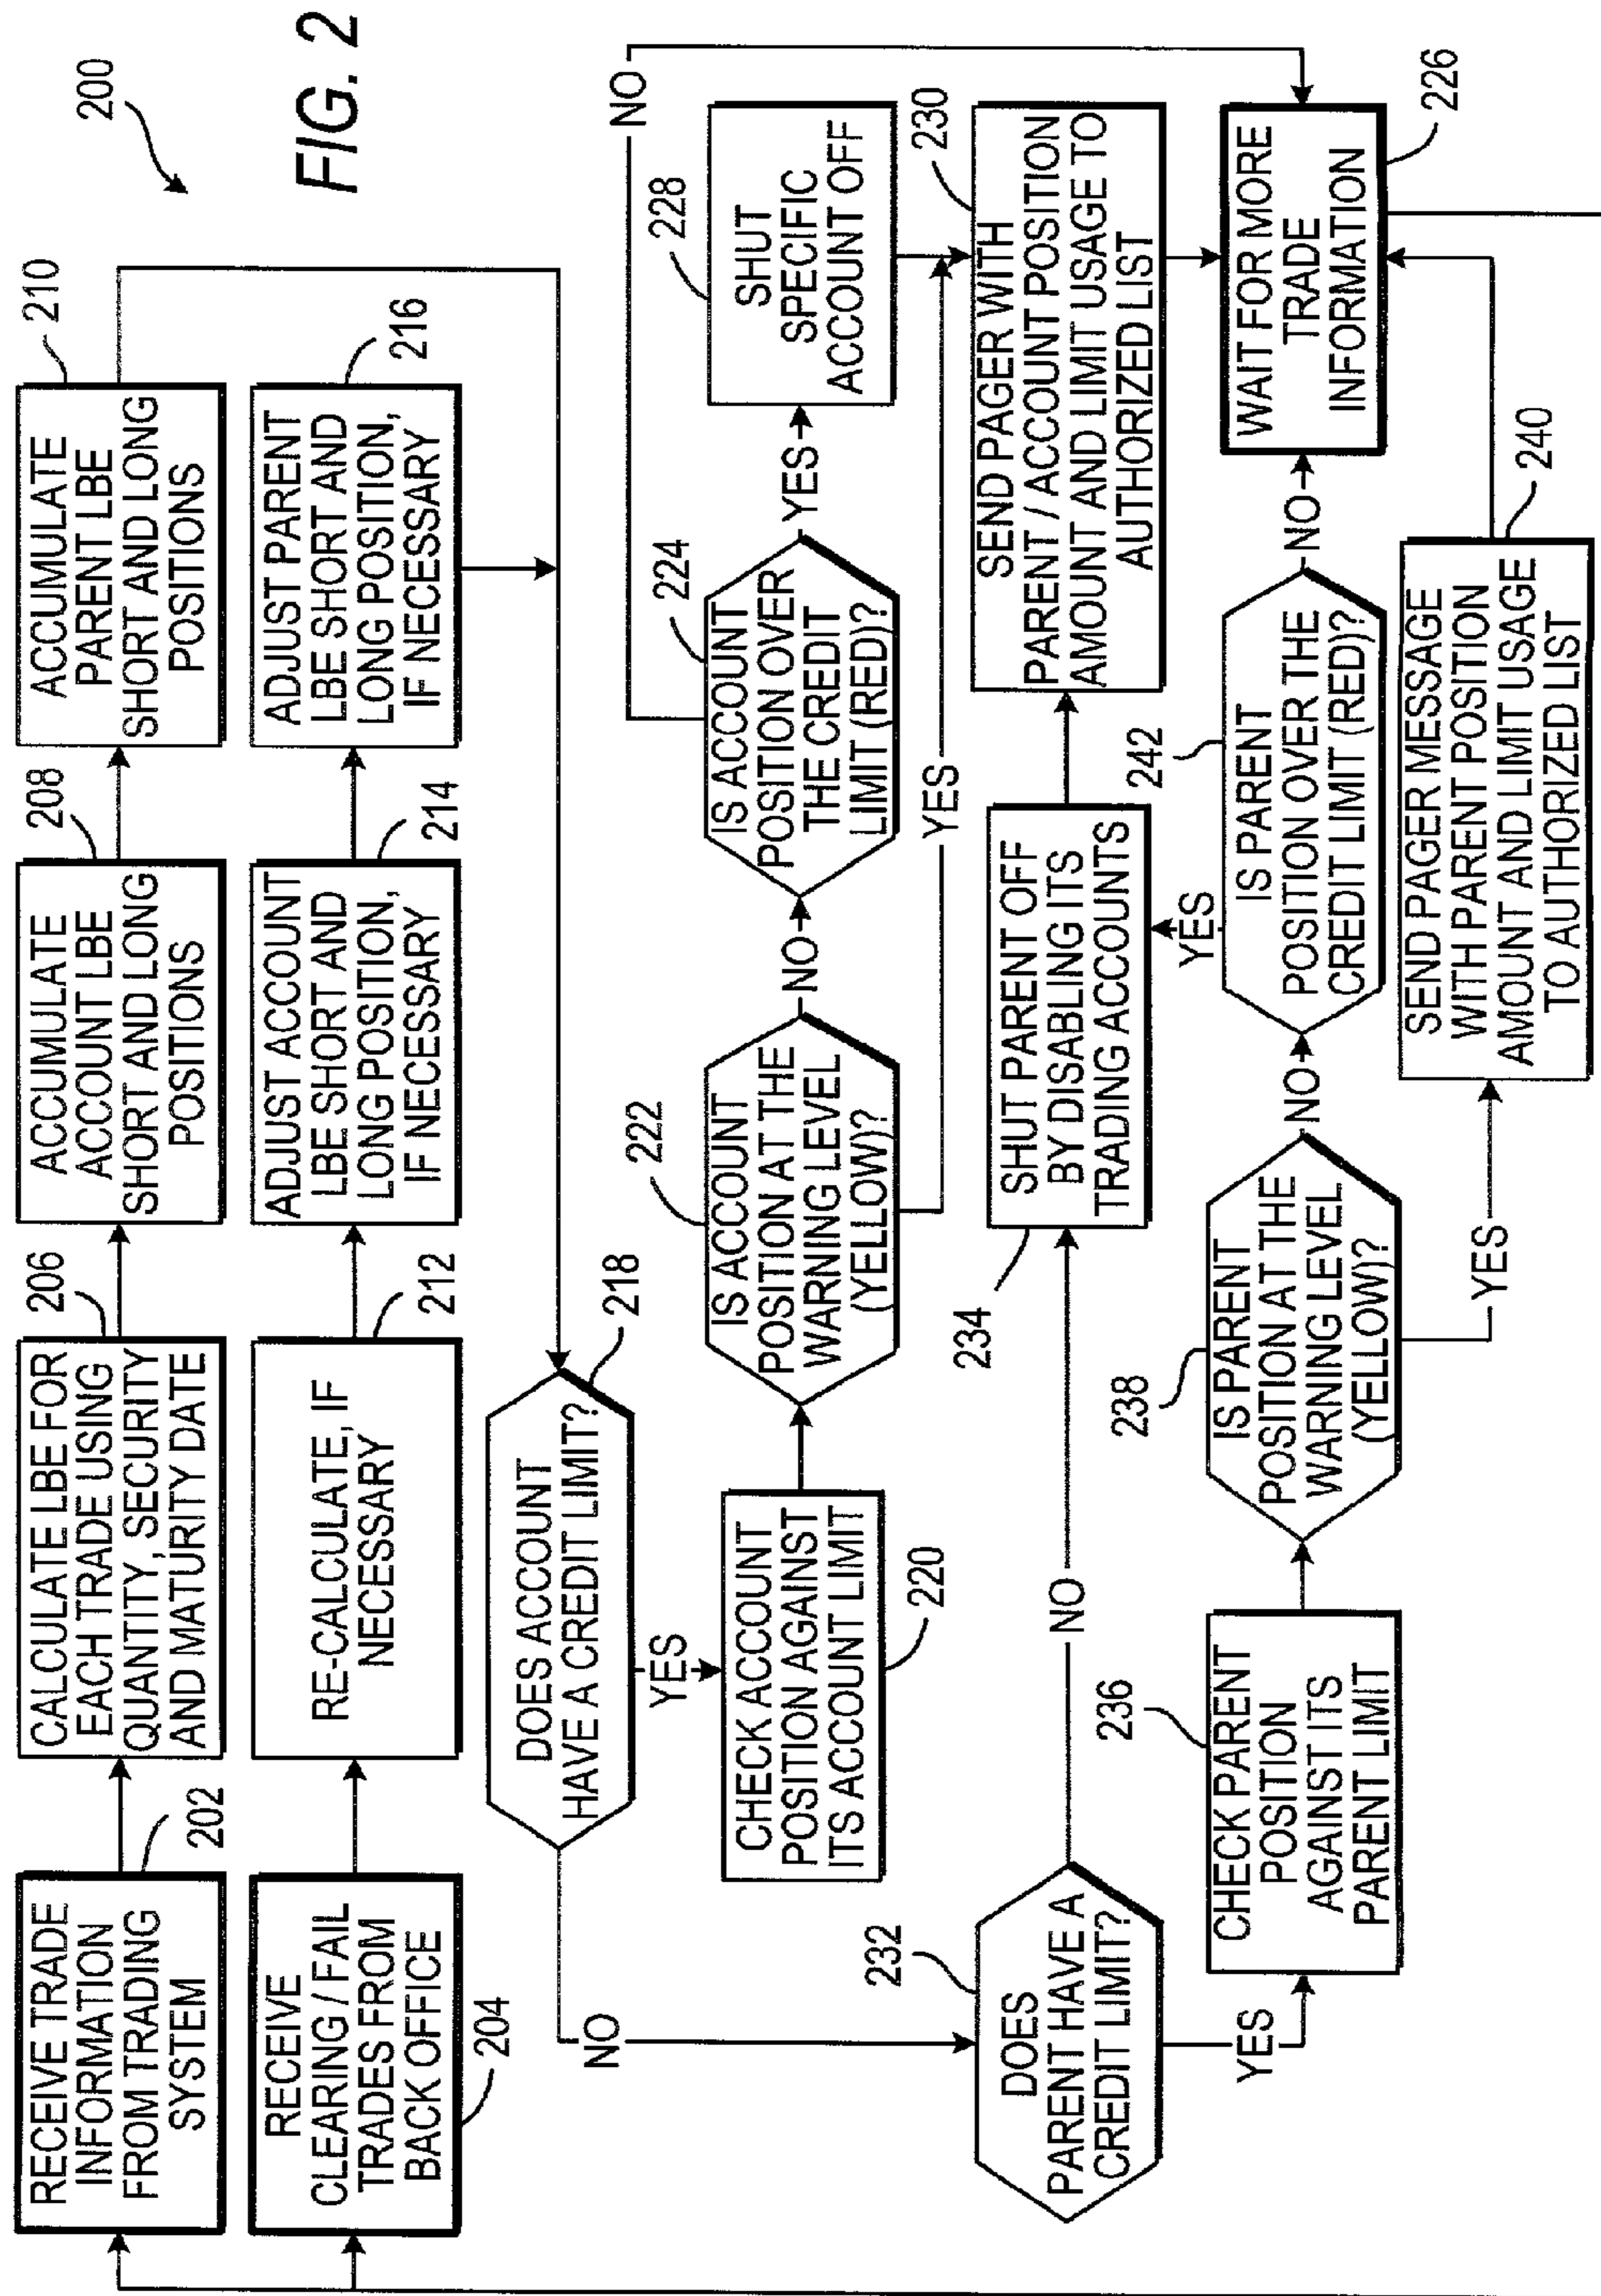 200
FIG. 2
RECEIVE TRADE
INFORMATION
FROM TRADING
SYSTEM
202
CALCULATE LBE FOR
EACH TRADE USING
QUANTITY, SECURITY
AND MATURITY DATE
206
ACCUMULATE
ACCOUNT LBE
SHORT AND LONG
POSITIONS
208
ACCUMULATE
PARENT LBE
SHORT AND LONG
POSITIONS
210
RECEIVE
CLEARING / FAIL
TRADES FROM
BACK OFFICE
204
RE-CALCULATE, IF
NECESSARY
212
ADJUST ACCOUNT
LBE SHORT AND
LONG POSITION,
IF NECESSARY
214
ADJUST PARENT
LBE SHORT AND
LONG POSITION,
IF NECESSARY
216
DOES ACCOUNT
HAVE A CREDIT LIMIT?
218
NO
YES
CHECK ACCOUNT
POSITION AGAINST
ITS ACCOUNT LIMIT
220
IS ACCOUNT
POSITION AT THE
WARNING LEVEL
(YELLOW)?
222
NO
YES
IS ACCOUNT
POSITION OVER
THE CREDIT
LIMIT (RED)?
224
NO
YES
SHUT
SPECIFIC
ACCOUNT OFF
228
SEND PAGER WITH
PARENT / ACCOUNT POSITION
AMOUNT AND LIMIT USAGE TO
AUTHORIZED LIST
230
DOES
PARENT HAVE A
CREDIT LIMIT?
232
NO
YES
SHUT PARENT OFF
BY DISABLING ITS
TRADING ACCOUNTS
234
CHECK PARENT
POSITION
AGAINST ITS
PARENT LIMIT
236
IS PARENT
POSITION AT THE
WARNING LEVEL
(YELLOW)?
238
NO
YES
IS PARENT
POSITION OVER THE
CREDIT LIMIT (RED)?
242
YES
NO
WAIT FOR MORE
TRADE
INFORMATION
226
SEND PAGER MESSAGE
WITH PARENT POSITION
AMOUNT AND LIMIT USAGE
TO AUTHORIZED LIST
240